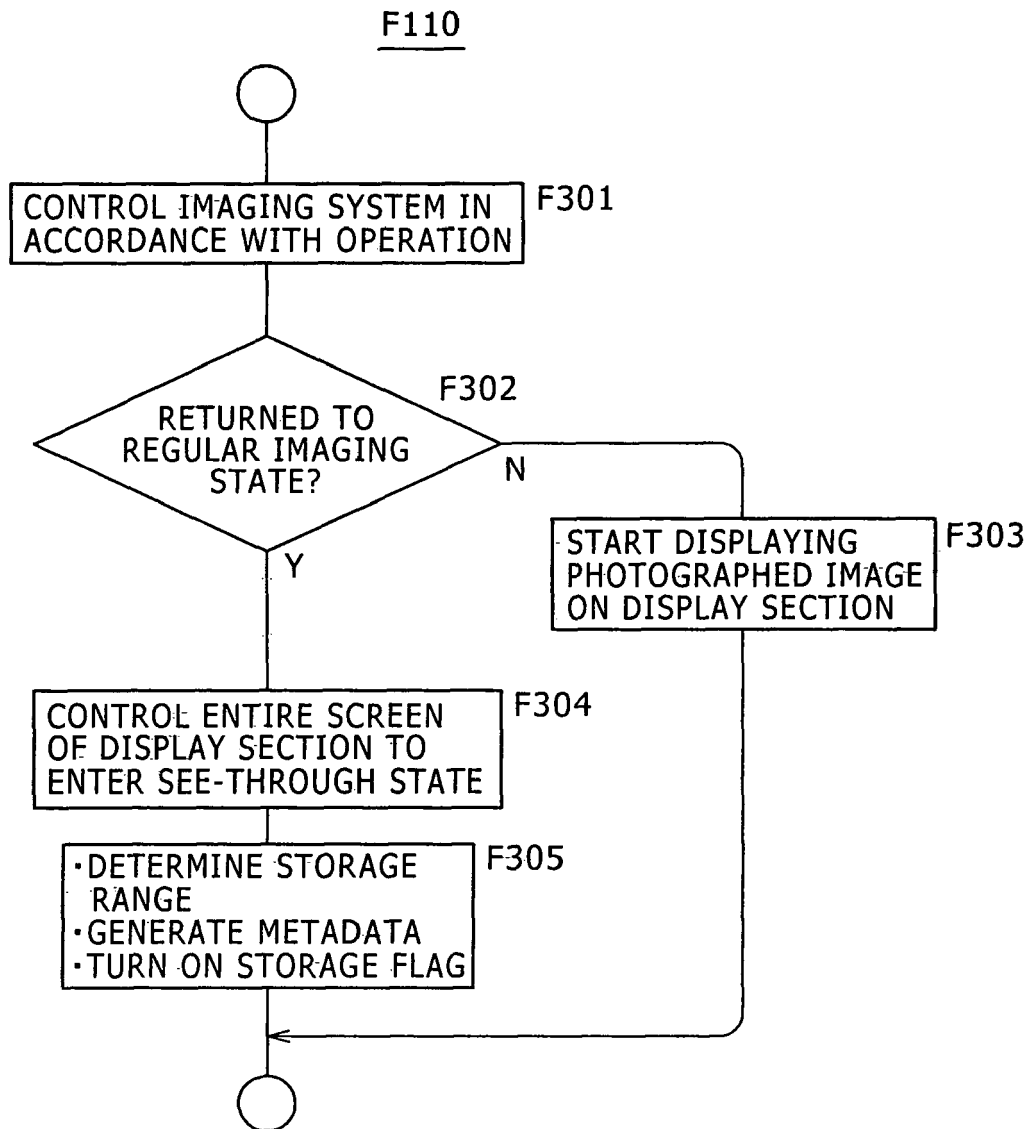 F110
CONTROL IMAGING SYSTEM IN
ACCORDANCE WITH OPERATION
F301
F302
RETURNED TO
REGULAR IMAGING
STATE?
N
Y
START DISPLAYING
PHOTOGRAPHED IMAGE
ON DISPLAY SECTION
F303
CONTROL ENTIRE SCREEN
OF DISPLAY SECTION TO
ENTER SEE-THROUGH STATE
F304
·DETERMINE STORAGE
RANGE
·GENERATE METADATA
·TURN ON STORAGE FLAG
F305